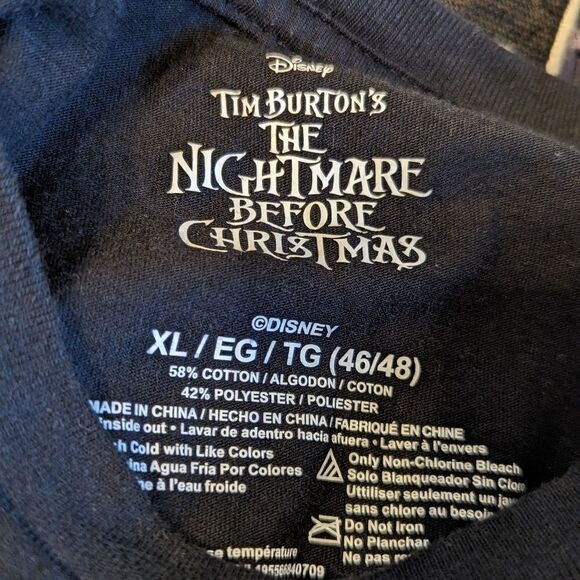 Disney
TIM BURTON'S
THE
NIGHTMARE
BEFORE
CHRISTMAS
©DISNEY
XL / EG / TG (46/48)
58% COTTON / ALGODON / COTON
42% POLYESTER / POLIESTER
MADE IN CHINA / HECHO EN CHINA / FABRIQUÉ EN CHINE
Inside out • Lavar de adentro hacia afuera • Laver à l'envers
Cold with Like Colors
Agua Fría Por Colores
à l'eau froide
Only Non-Chlorine Bleach
Solo Blanqueador Sin
Utiliser seulement un
sans chlore au besoin
Do Not Iron
No Planchar
Ne pas
température